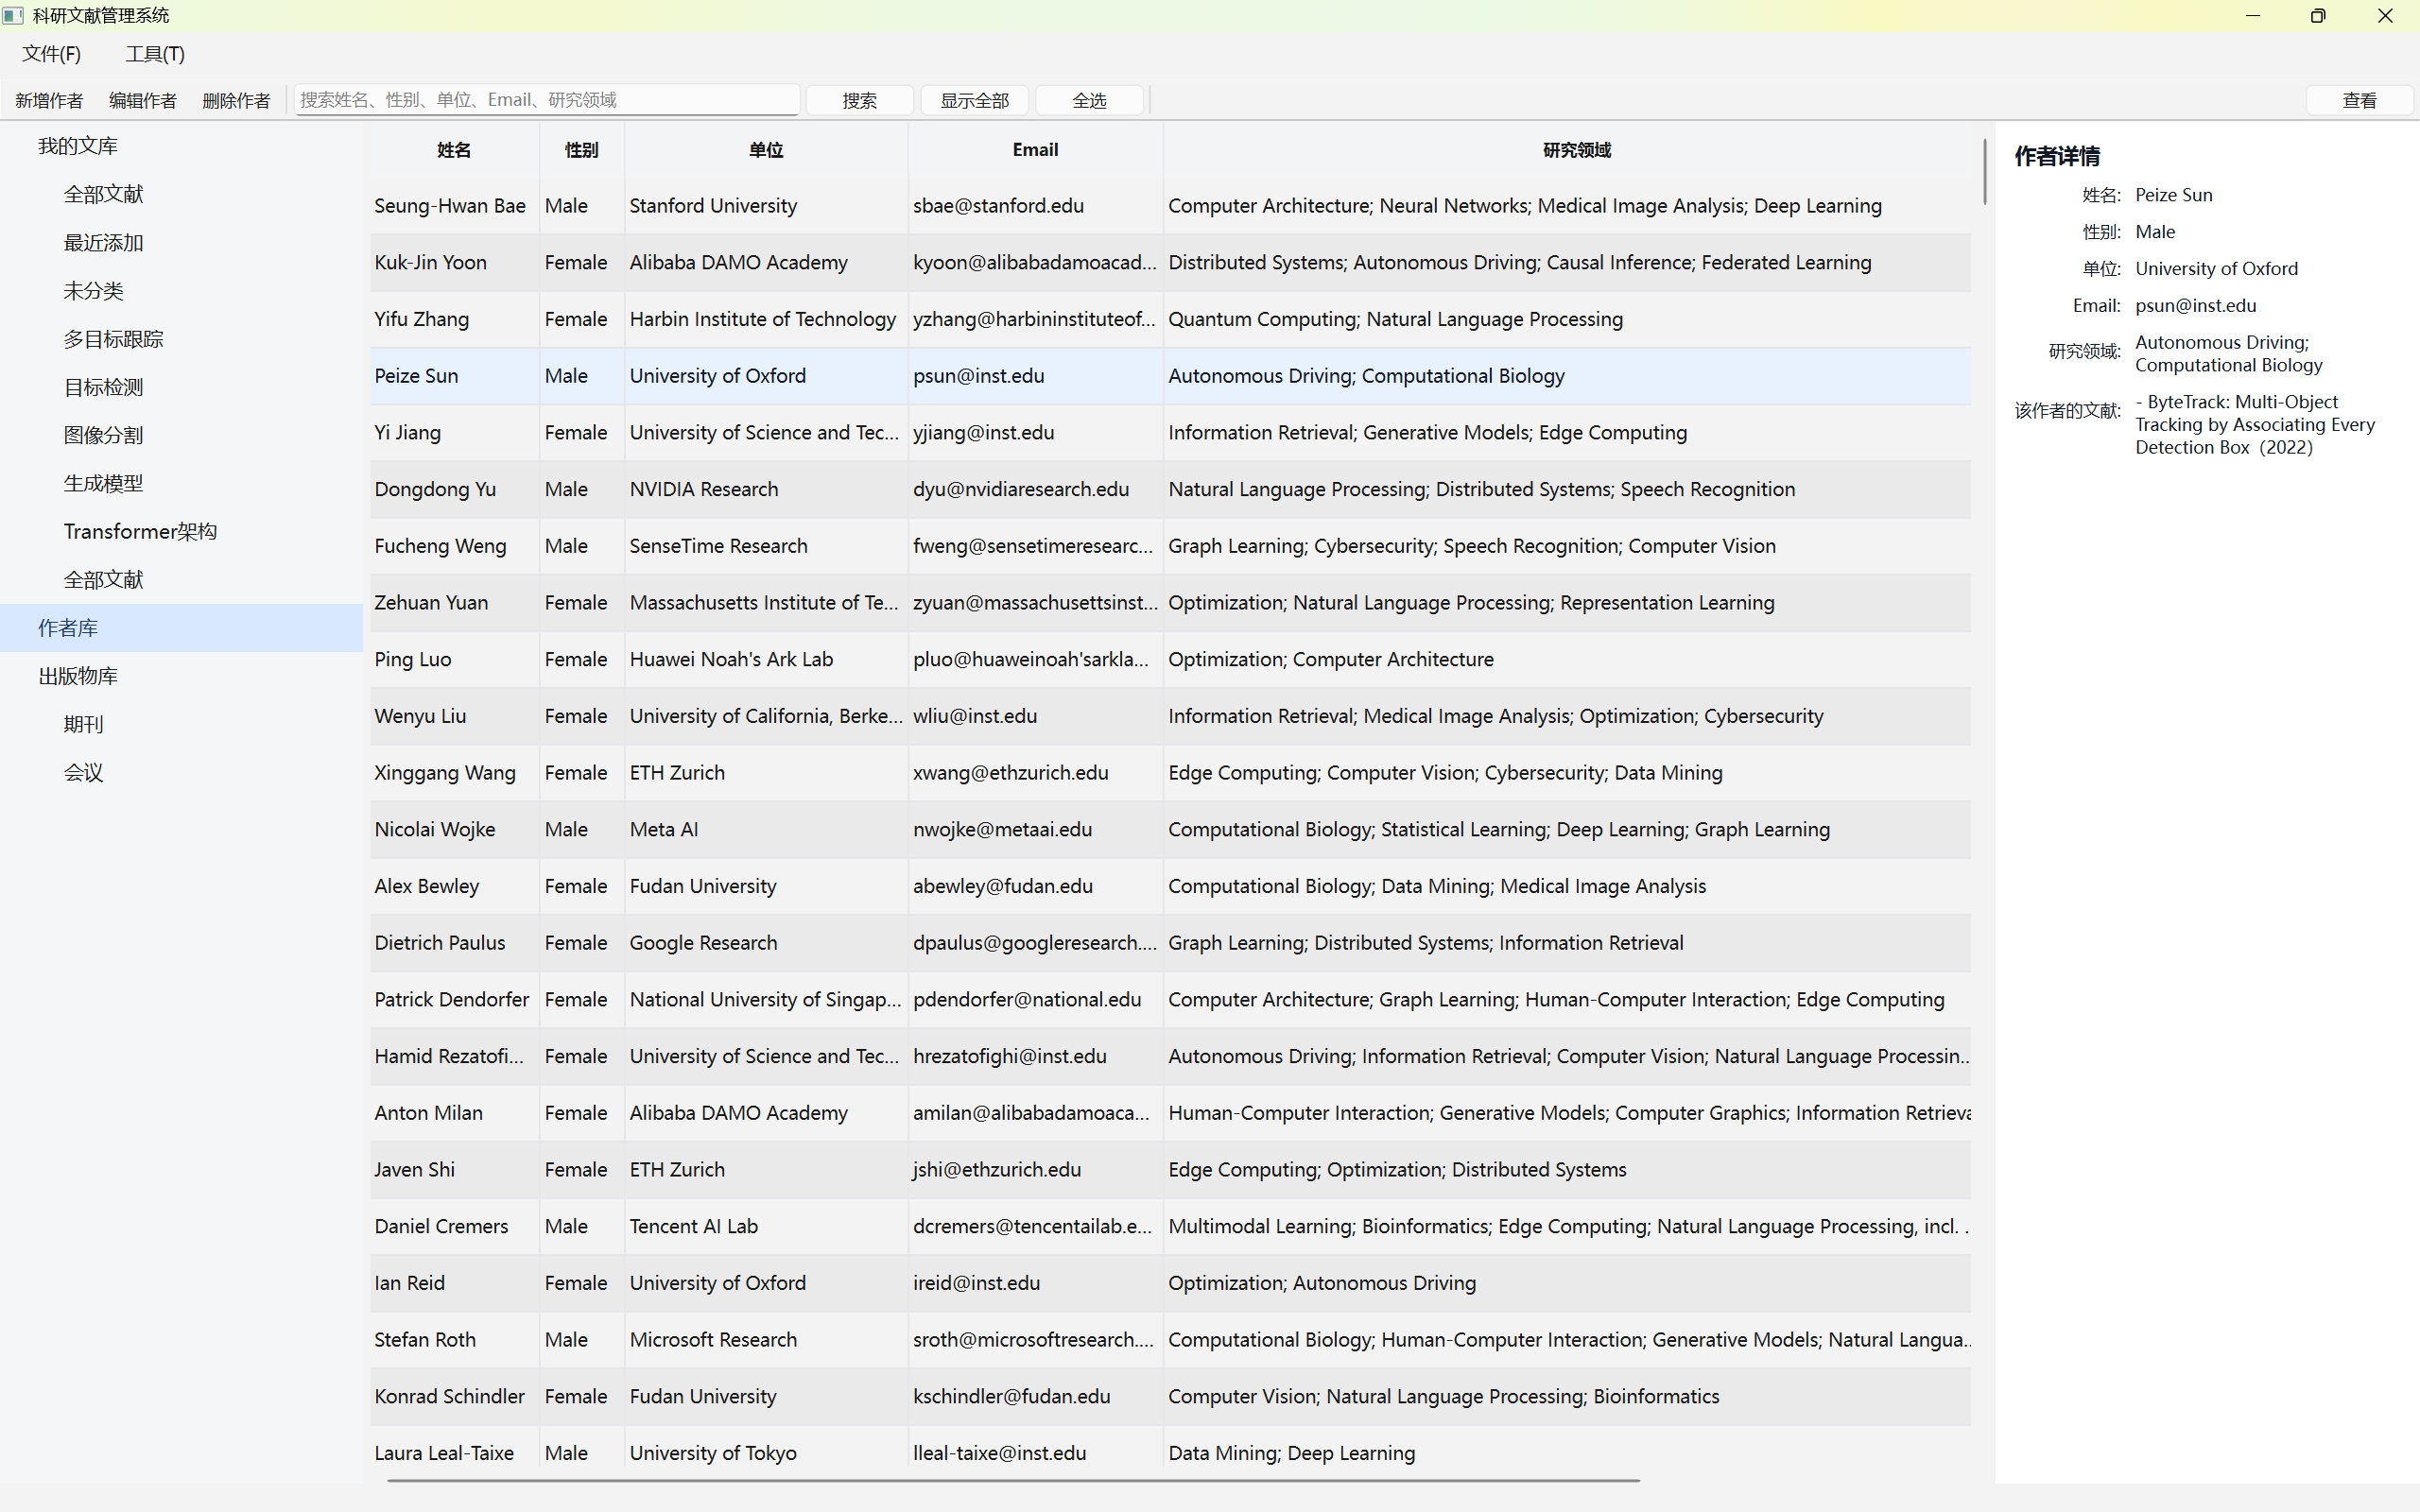 科研文献管理系统
文件(F) 工具(T)
新增作者 编辑作者 删除作者 搜索姓名、性别、单位、Email、研究领域 搜索 显示全部 全选 查看
我的文库
全部文献
最近添加
未分类
多目标跟踪
目标检测
图像分割
生成模型
Transformer架构
全部文献
作者库
出版物库
期刊
会议
姓名 性别 单位 Email 研究领域
Seung-Hwan Bae Male Stanford University sbae@stanford.edu Computer Architecture; Neural Networks; Medical Image Analysis; Deep Learning
Kuk-Jin Yoon Female Alibaba DAMO Academy kyoon@alibabadamoacad... Distributed Systems; Autonomous Driving; Causal Inference; Federated Learning
Yifu Zhang Female Harbin Institute of Technology yzhang@harbininstituteof... Quantum Computing; Natural Language Processing
Peize Sun Male University of Oxford psun@inst.edu Autonomous Driving; Computational Biology
Yi Jiang Female University of Science and Tec... yjiang@inst.edu Information Retrieval; Generative Models; Edge Computing
Dongdong Yu Male NVIDIA Research dyu@nvidiaresearch.edu Natural Language Processing; Distributed Systems; Speech Recognition
Fucheng Weng Male SenseTime Research fweng@sensetimeresearc... Graph Learning; Cybersecurity; Speech Recognition; Computer Vision
Zehuan Yuan Female Massachusetts Institute of Te... zyuan@massachusettsinst... Optimization; Natural Language Processing; Representation Learning
Ping Luo Female Huawei Noah's Ark Lab pluo@huaweinoah'sarkla... Optimization; Computer Architecture
Wenyu Liu Female University of California, Berke... wliu@inst.edu Information Retrieval; Medical Image Analysis; Optimization; Cybersecurity
Xinggang Wang Female ETH Zurich xwang@ethzurich.edu Edge Computing; Computer Vision; Cybersecurity; Data Mining
Nicolai Wojke Male Meta AI nwojke@metaai.edu Computational Biology; Statistical Learning; Deep Learning; Graph Learning
Alex Bewley Female Fudan University abewley@fudan.edu Computational Biology; Data Mining; Medical Image Analysis
Dietrich Paulus Female Google Research dpaulus@googleresearch.... Graph Learning; Distributed Systems; Information Retrieval
Patrick Dendorfer Female National University of Singap... pdendorfer@national.edu Computer Architecture; Graph Learning; Human-Computer Interaction; Edge Computing
Hamid Rezatofi... Female University of Science and Tec... hrezatofighi@inst.edu Autonomous Driving; Information Retrieval; Computer Vision; Natural Language Processin..
Anton Milan Female Alibaba DAMO Academy amilan@alibabadamoaca... Human-Computer Interaction; Generative Models; Computer Graphics; Information Retrieva
Javen Shi Female ETH Zurich jshi@ethzurich.edu Edge Computing; Optimization; Distributed Systems
Daniel Cremers Male Tencent AI Lab dcremers@tencentailab.e... Multimodal Learning; Bioinformatics; Edge Computing; Natural Language Processing, incl. .
Ian Reid Female University of Oxford ireid@inst.edu Optimization; Autonomous Driving
Stefan Roth Male Microsoft Research sroth@microsoftresearch.... Computational Biology; Human-Computer Interaction; Generative Models; Natural Langua..
Konrad Schindler Female Fudan University kschindler@fudan.edu Computer Vision; Natural Language Processing; Bioinformatics
Laura Leal-Taixe Male University of Tokyo lleal-taixe@inst.edu Data Mining; Deep Learning
作者详情
姓名: Peize Sun
性别: Male
单位: University of Oxford
Email: psun@inst.edu
研究领域: Autonomous Driving;
Computational Biology
该作者的文献: - ByteTrack: Multi-Object
Tracking by Associating Every
Detection Box（2022）